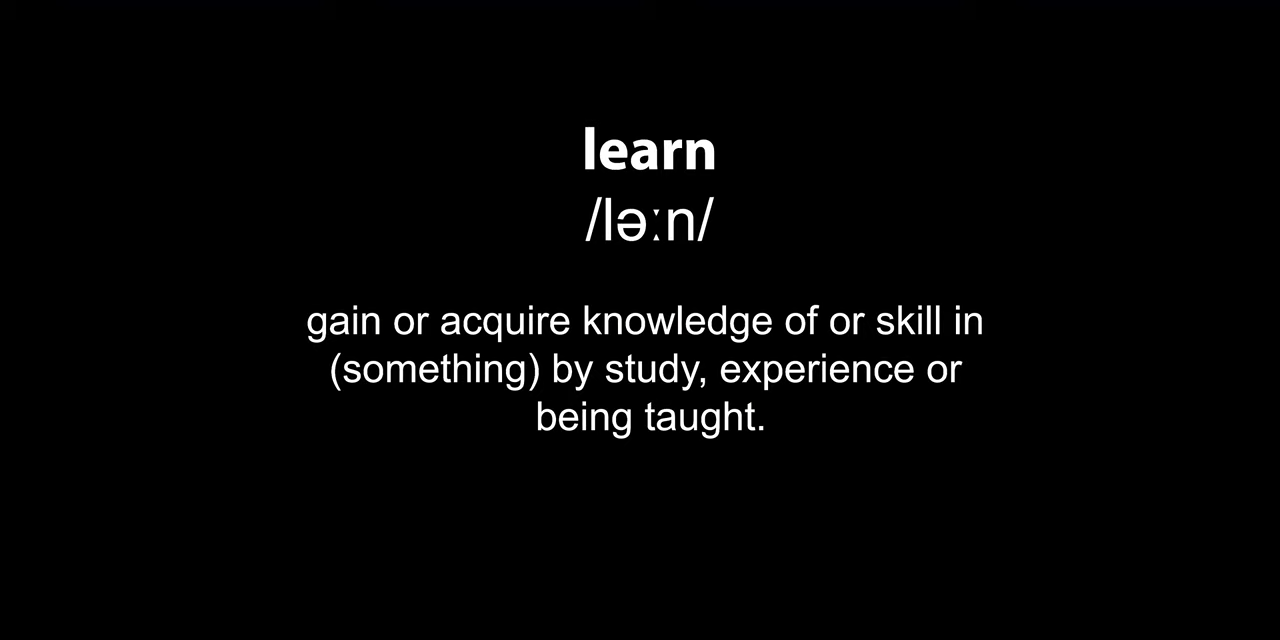 learn
/ləːn/
gain or acquire knowledge of or skill in
(something) by study, experience or
being taught.